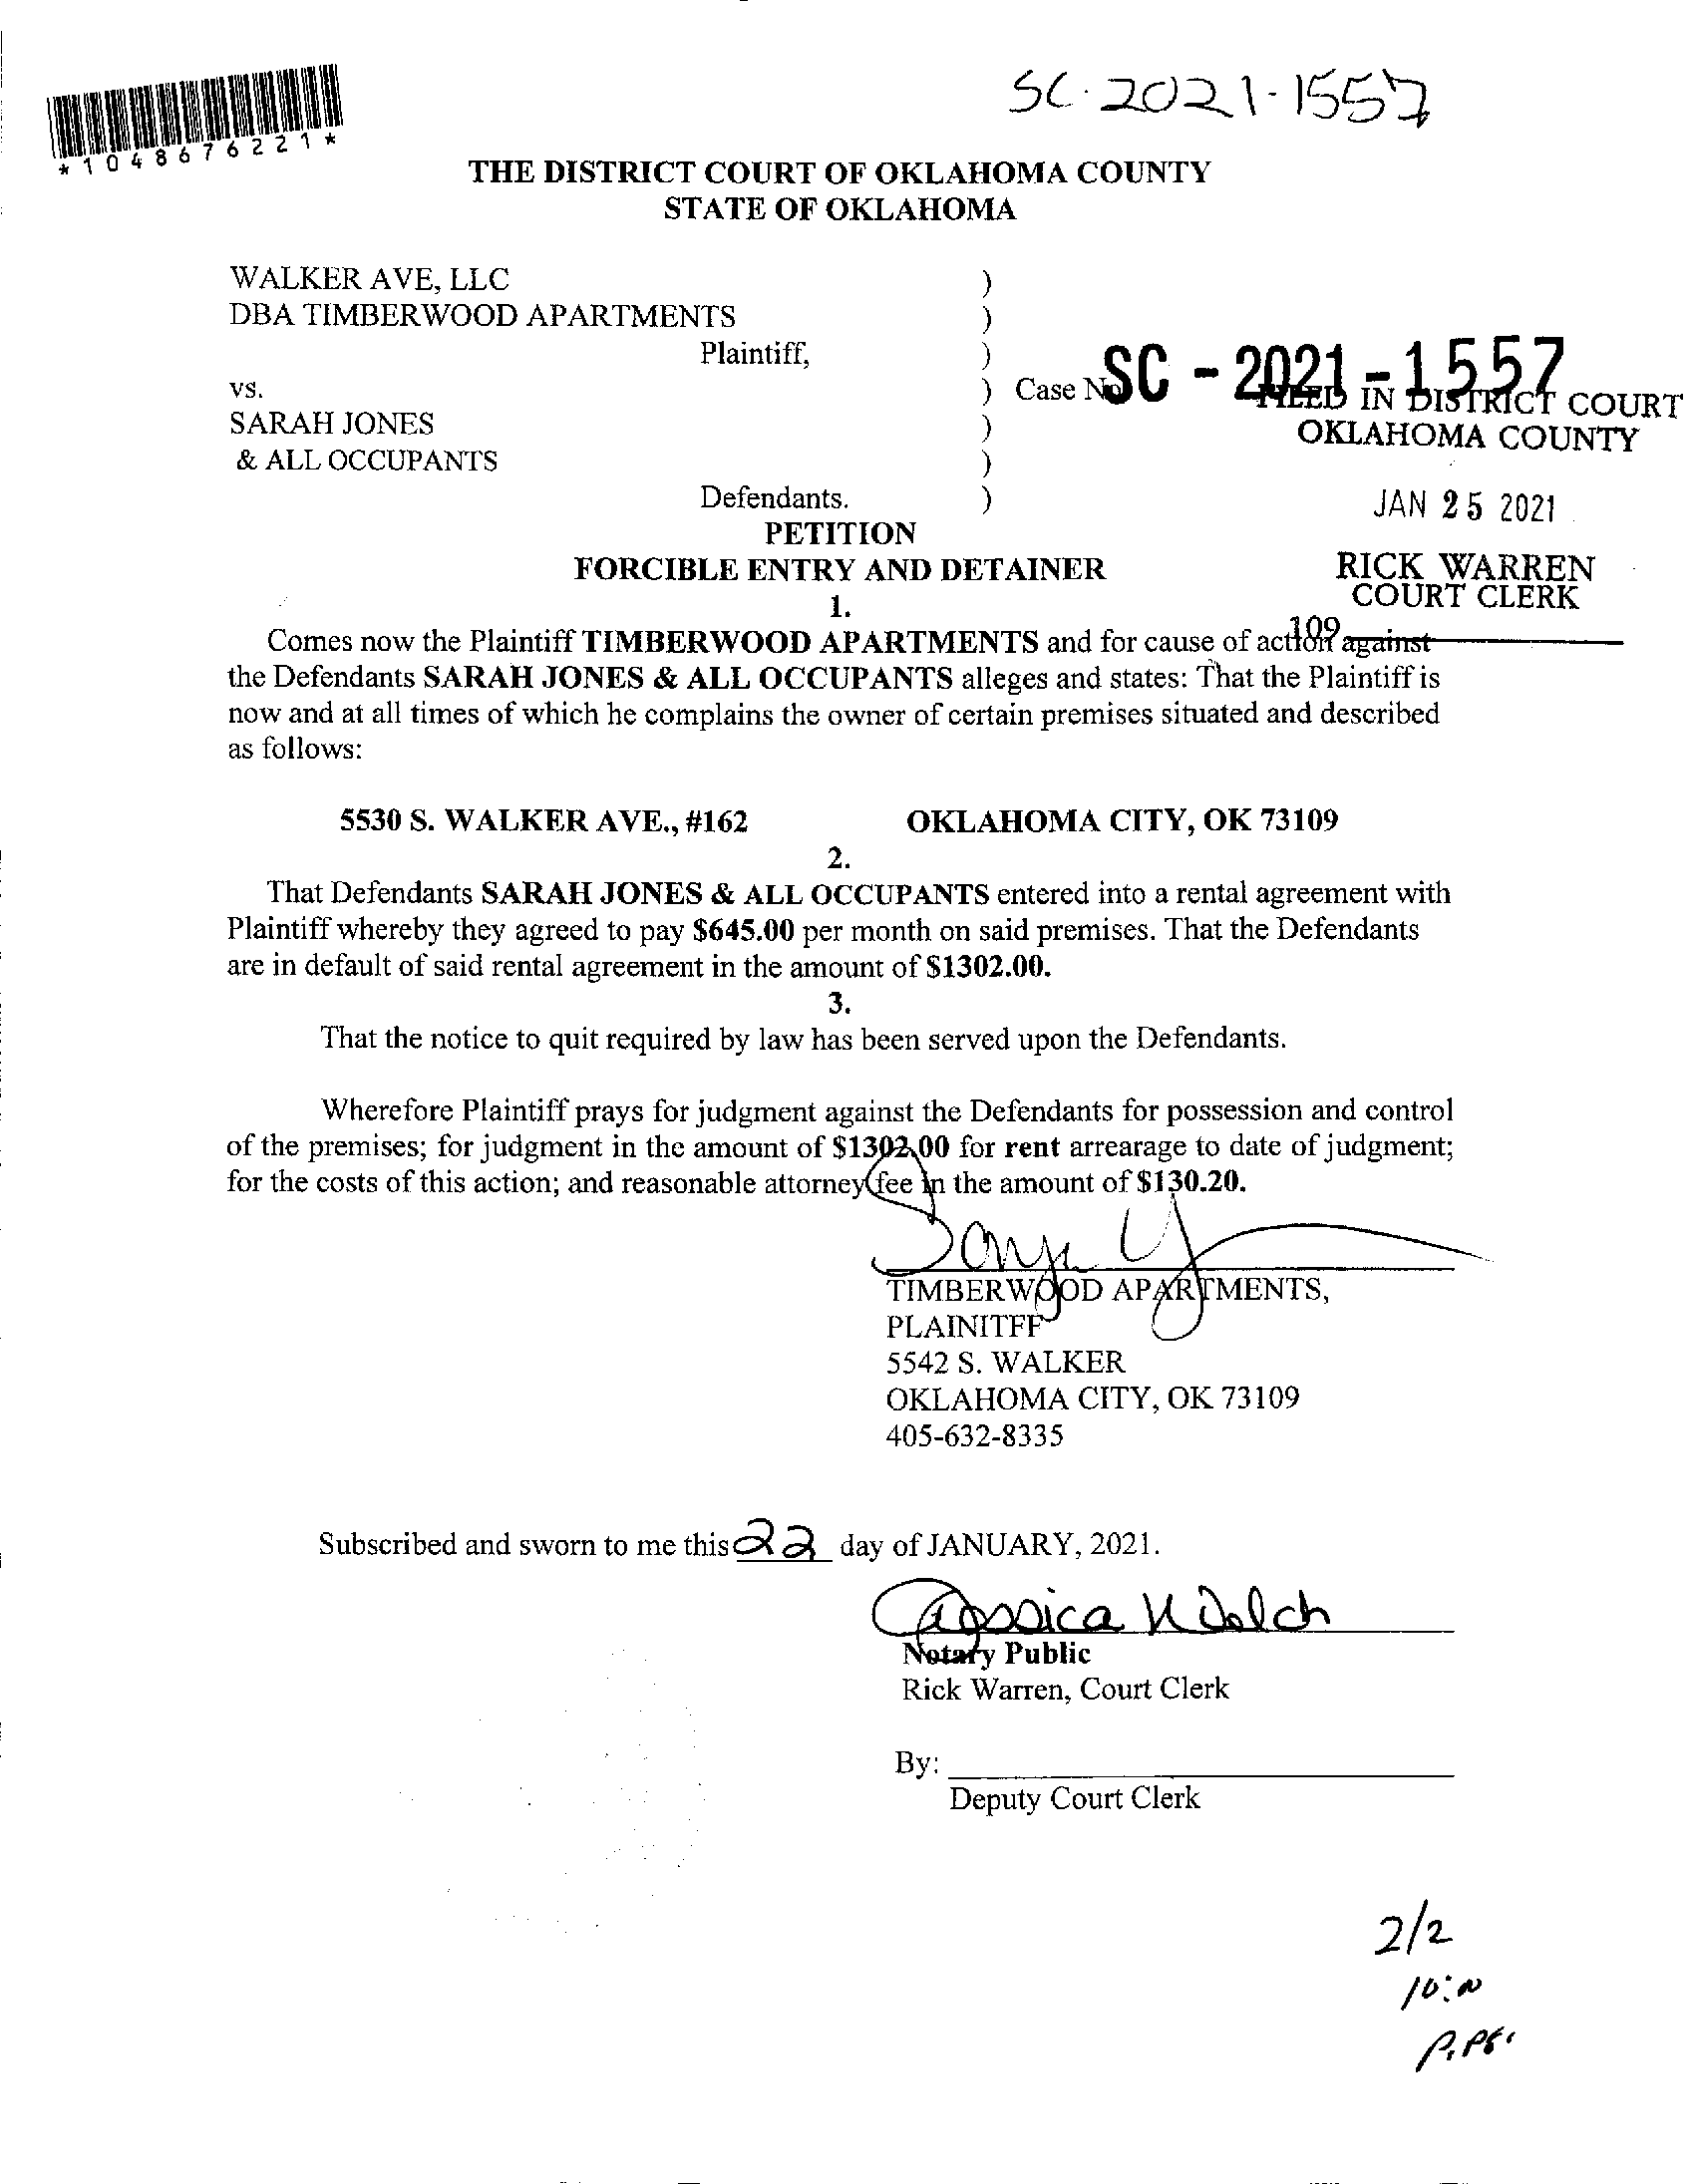 SC-2021-1557
*1048676221*
THE DISTRICT COURT OF OKLAHOMA COUNTY
STATE OF OKLAHOMA
WALKER AVE, LLC )
DBA TIMBERWOOD APARTMENTS )
Plaintiff, )
vs. ) Case No SC - 2021 - 1557
SARAH JONES )
& ALL OCCUPANTS )
Defendants. )
FILED IN DISTRICT COURT
OKLAHOMA COUNTY
JAN 25 2021
RICK WARREN
COURT CLERK
109
PETITION
FORCIBLE ENTRY AND DETAINER
1.
Comes now the Plaintiff TIMBERWOOD APARTMENTS and for cause of action against
the Defendants SARAH JONES & ALL OCCUPANTS alleges and states: That the Plaintiff is
now and at all times of which he complains the owner of certain premises situated and described
as follows:
5530 S. WALKER AVE., #162 OKLAHOMA CITY, OK 73109
2.
That Defendants SARAH JONES & ALL OCCUPANTS entered into a rental agreement with
Plaintiff whereby they agreed to pay $645.00 per month on said premises. That the Defendants
are in default of said rental agreement in the amount of $1302.00.
3.
That the notice to quit required by law has been served upon the Defendants.
Wherefore Plaintiff prays for judgment against the Defendants for possession and control
of the premises; for judgment in the amount of $1302.00 for rent arrearage to date of judgment;
for the costs of this action; and reasonable attorney fee in the amount of $130.20.
TIMBERWOOD APARTMENTS,
PLAINITFF
5542 S. WALKER
OKLAHOMA CITY, OK 73109
405-632-8335
Subscribed and sworn to me this 22 day of JANUARY, 2021.
Welch
Notary Public
Rick Warren, Court Clerk
By:
Deputy Court Clerk
2/2